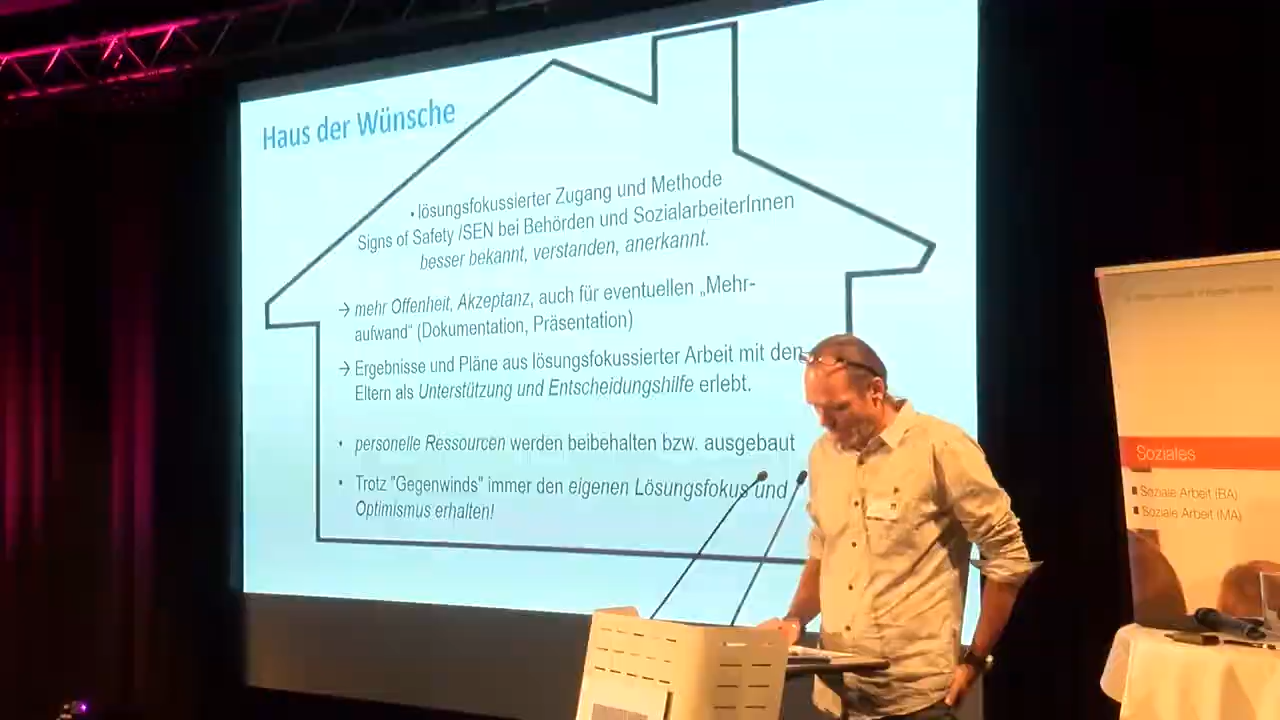 Haus der Wünsche
• lösungsfokussierter Zugang und Methode
Signs of Safety /SEN bei Behörden und SozialarbeiterInnen
besser bekannt, verstanden, anerkannt.
→ mehr Offenheit, Akzeptanz, auch für eventuellen „Mehr-
aufwand“ (Dokumentation, Präsentation)
→ Ergebnisse und Pläne aus lösungsfokussierter Arbeit mit den
Eltern als Unterstützung und Entscheidungshilfe erlebt.
• personelle Ressourcen werden beibehalten bzw. ausgebaut
• Trotz "Gegenwinds" immer den eigenen Lösungsfokus und
Optimismus erhalten!
Soziales
Soziale Arbeit (BA)
Soziale Arbeit (MA)